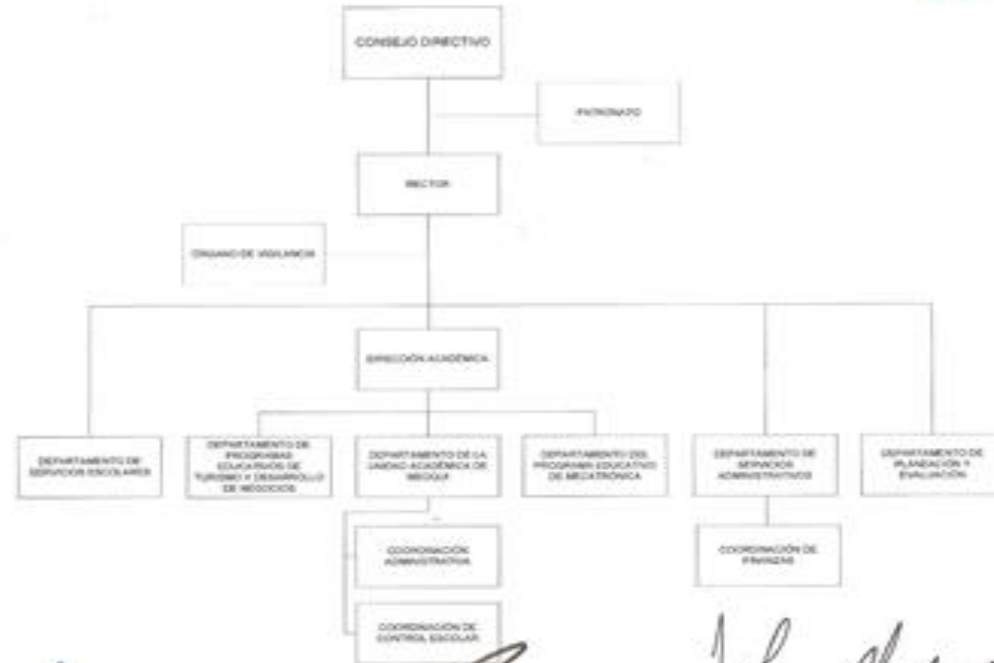 CONSEJO DIRECTIVO
PATRONATO
RECTOR
ÓRGANO DE VIGILANCIA
DIRECCIÓN ACADÉMICA
DEPARTAMENTO DE
SERVICIOS ESCOLARES
DEPARTAMENTO DE
PROGRAMAS
EDUCATIVOS DE
TURISMO Y DESARROLLO
DE NEGOCIOS
DEPARTAMENTO DE LA
UNIDAD ACADÉMICA DE
MEOQUI
DEPARTAMENTO DEL
PROGRAMA EDUCATIVO
DE MECATRÓNICA
DEPARTAMENTO DE
SERVICIOS
ADMINISTRATIVOS
DEPARTAMENTO DE
PLANEACIÓN Y
EVALUACIÓN
COORDINACIÓN
ADMINISTRATIVA
COORDINACIÓN DE
FINANZAS
COORDINACIÓN DE
CONTROL ESCOLAR